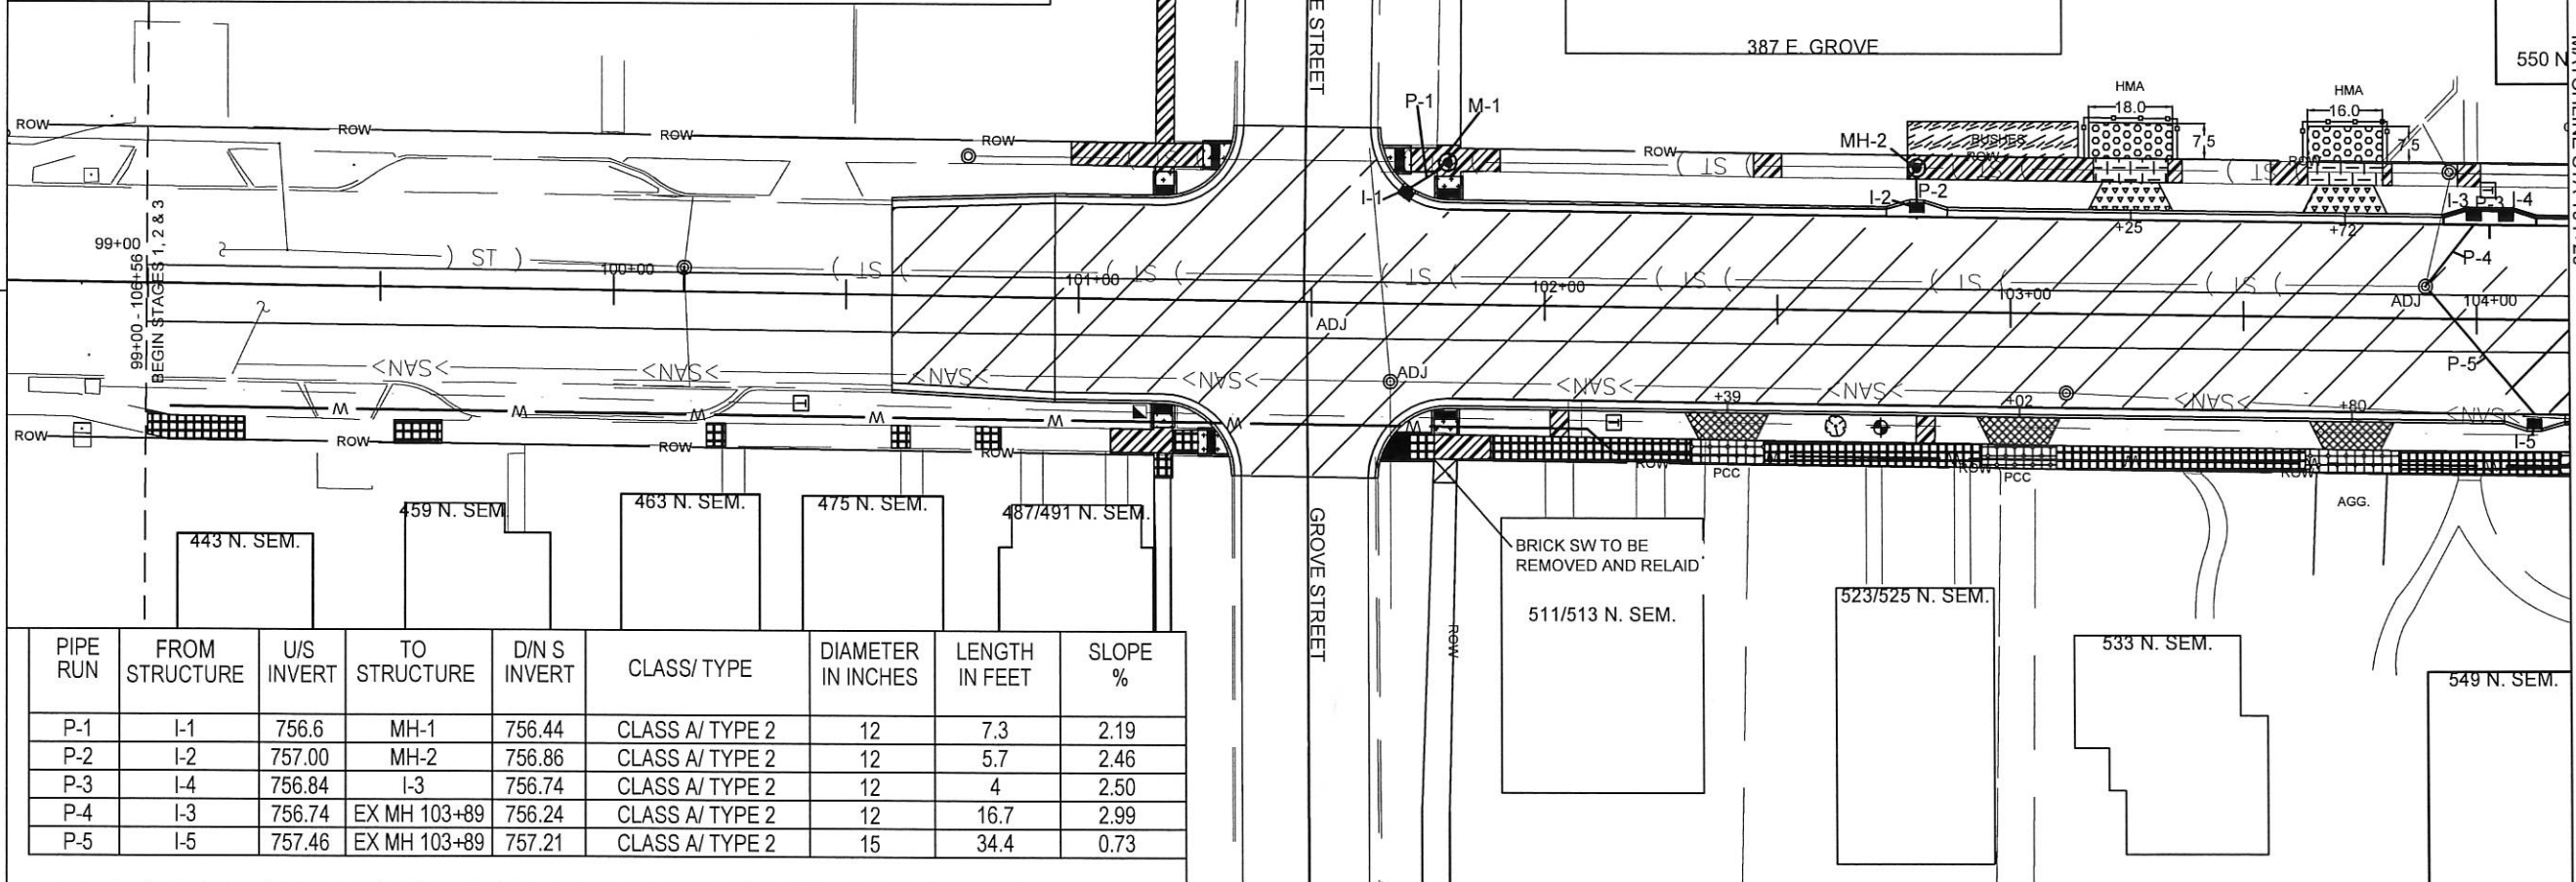 E STREET
387 E. GROVE
550 N
ROW
ROW
ROW
ROW
P-1
M-1
MH-2
BUSHES
ROW
ROW
ROW
HMA
18.0
7.5
HMA
16.0
7.5
( ST )
I-1
I-2
P-2
I-3
P-3
I-4
+25
+72
P-4
99+00
99+00 - 106+56
BEGIN STAGES 1, 2 & 3
) ST (
100+00
( ST )
101+00
( ST )
( ST )
102+00
( ST )
( ST )
103+00
( ST )
ADJ
104+00
ADJ
ADJ
P-5
<SAN>
<SAN>
<SAN>
<SAN>
<SAN>
<SAN>
<SAN>
<SAN>
W
W
W
W
W
W
W
+39
+02
+80
I-5
ROW
ROW
ROW
ROW
ROW
ROW
ROW
PCC
PCC
AGG.
443 N. SEM.
459 N. SEM
463 N. SEM.
475 N. SEM.
487/491 N. SEM.
GROVE STREET
ROW
BRICK SW TO BE
REMOVED AND RELAID
511/513 N. SEM.
523/525 N. SEM.
533 N. SEM.
549 N. SEM.
PIPE RUN FROM STRUCTURE U/S INVERT TO STRUCTURE D/N S INVERT CLASS/ TYPE DIAMETER IN INCHES LENGTH IN FEET SLOPE %
P-1 I-1 756.6 MH-1 756.44 CLASS A/ TYPE 2 12 7.3 2.19
P-2 I-2 757.00 MH-2 756.86 CLASS A/ TYPE 2 12 5.7 2.46
P-3 I-4 756.84 I-3 756.74 CLASS A/ TYPE 2 12 4 2.50
P-4 I-3 756.74 EX MH 103+89 756.24 CLASS A/ TYPE 2 12 16.7 2.99
P-5 I-5 757.46 EX MH 103+89 757.21 CLASS A/ TYPE 2 15 34.4 0.73